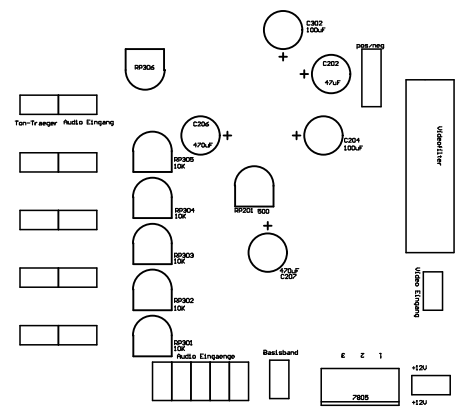 C302
100uF
pos/neg
RP306
C202
47uF
Ton-Traeger Audio Eingang
C206
470uF
C204
100uF
Videofilter
RP305
10K
RP304
10K
RP201 500
RP303
10K
470uF
C207
Video Eingang
RP302
10K
RP301
10K
Audio Eingaenge
Basisband
3 2 1
+12V
7805
+12V